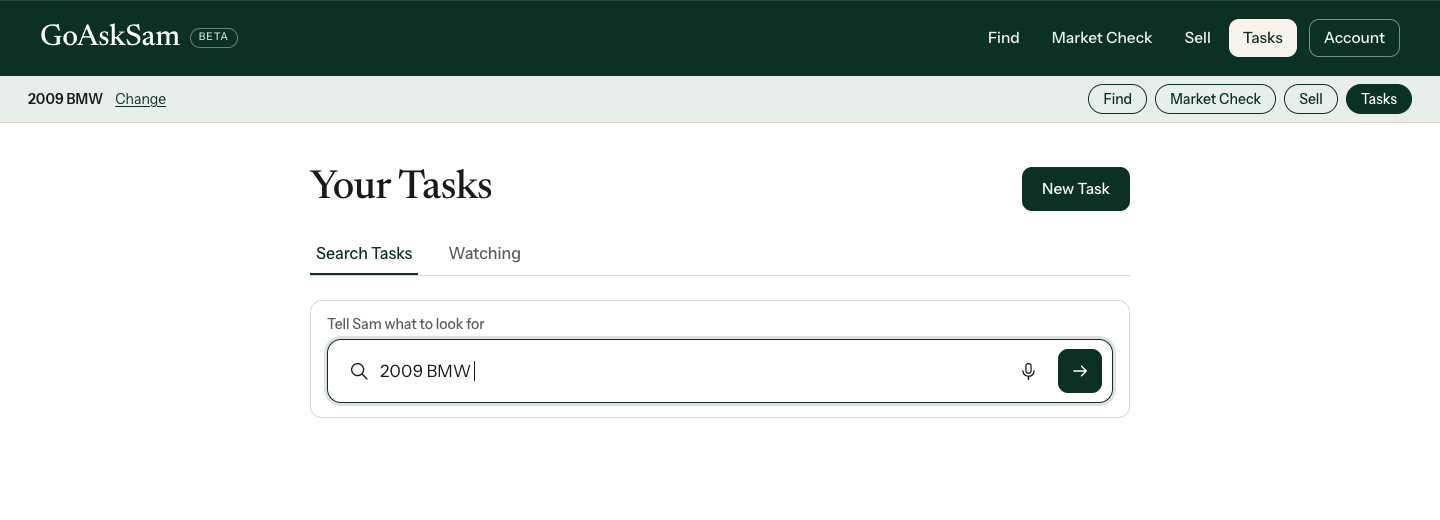 GoAskSam BETA Find Market Check Sell Tasks Account
2009 BMW Change Find Market Check Sell Tasks
Your Tasks New Task
Search Tasks Watching
Tell Sam what to look for
2009 BMW